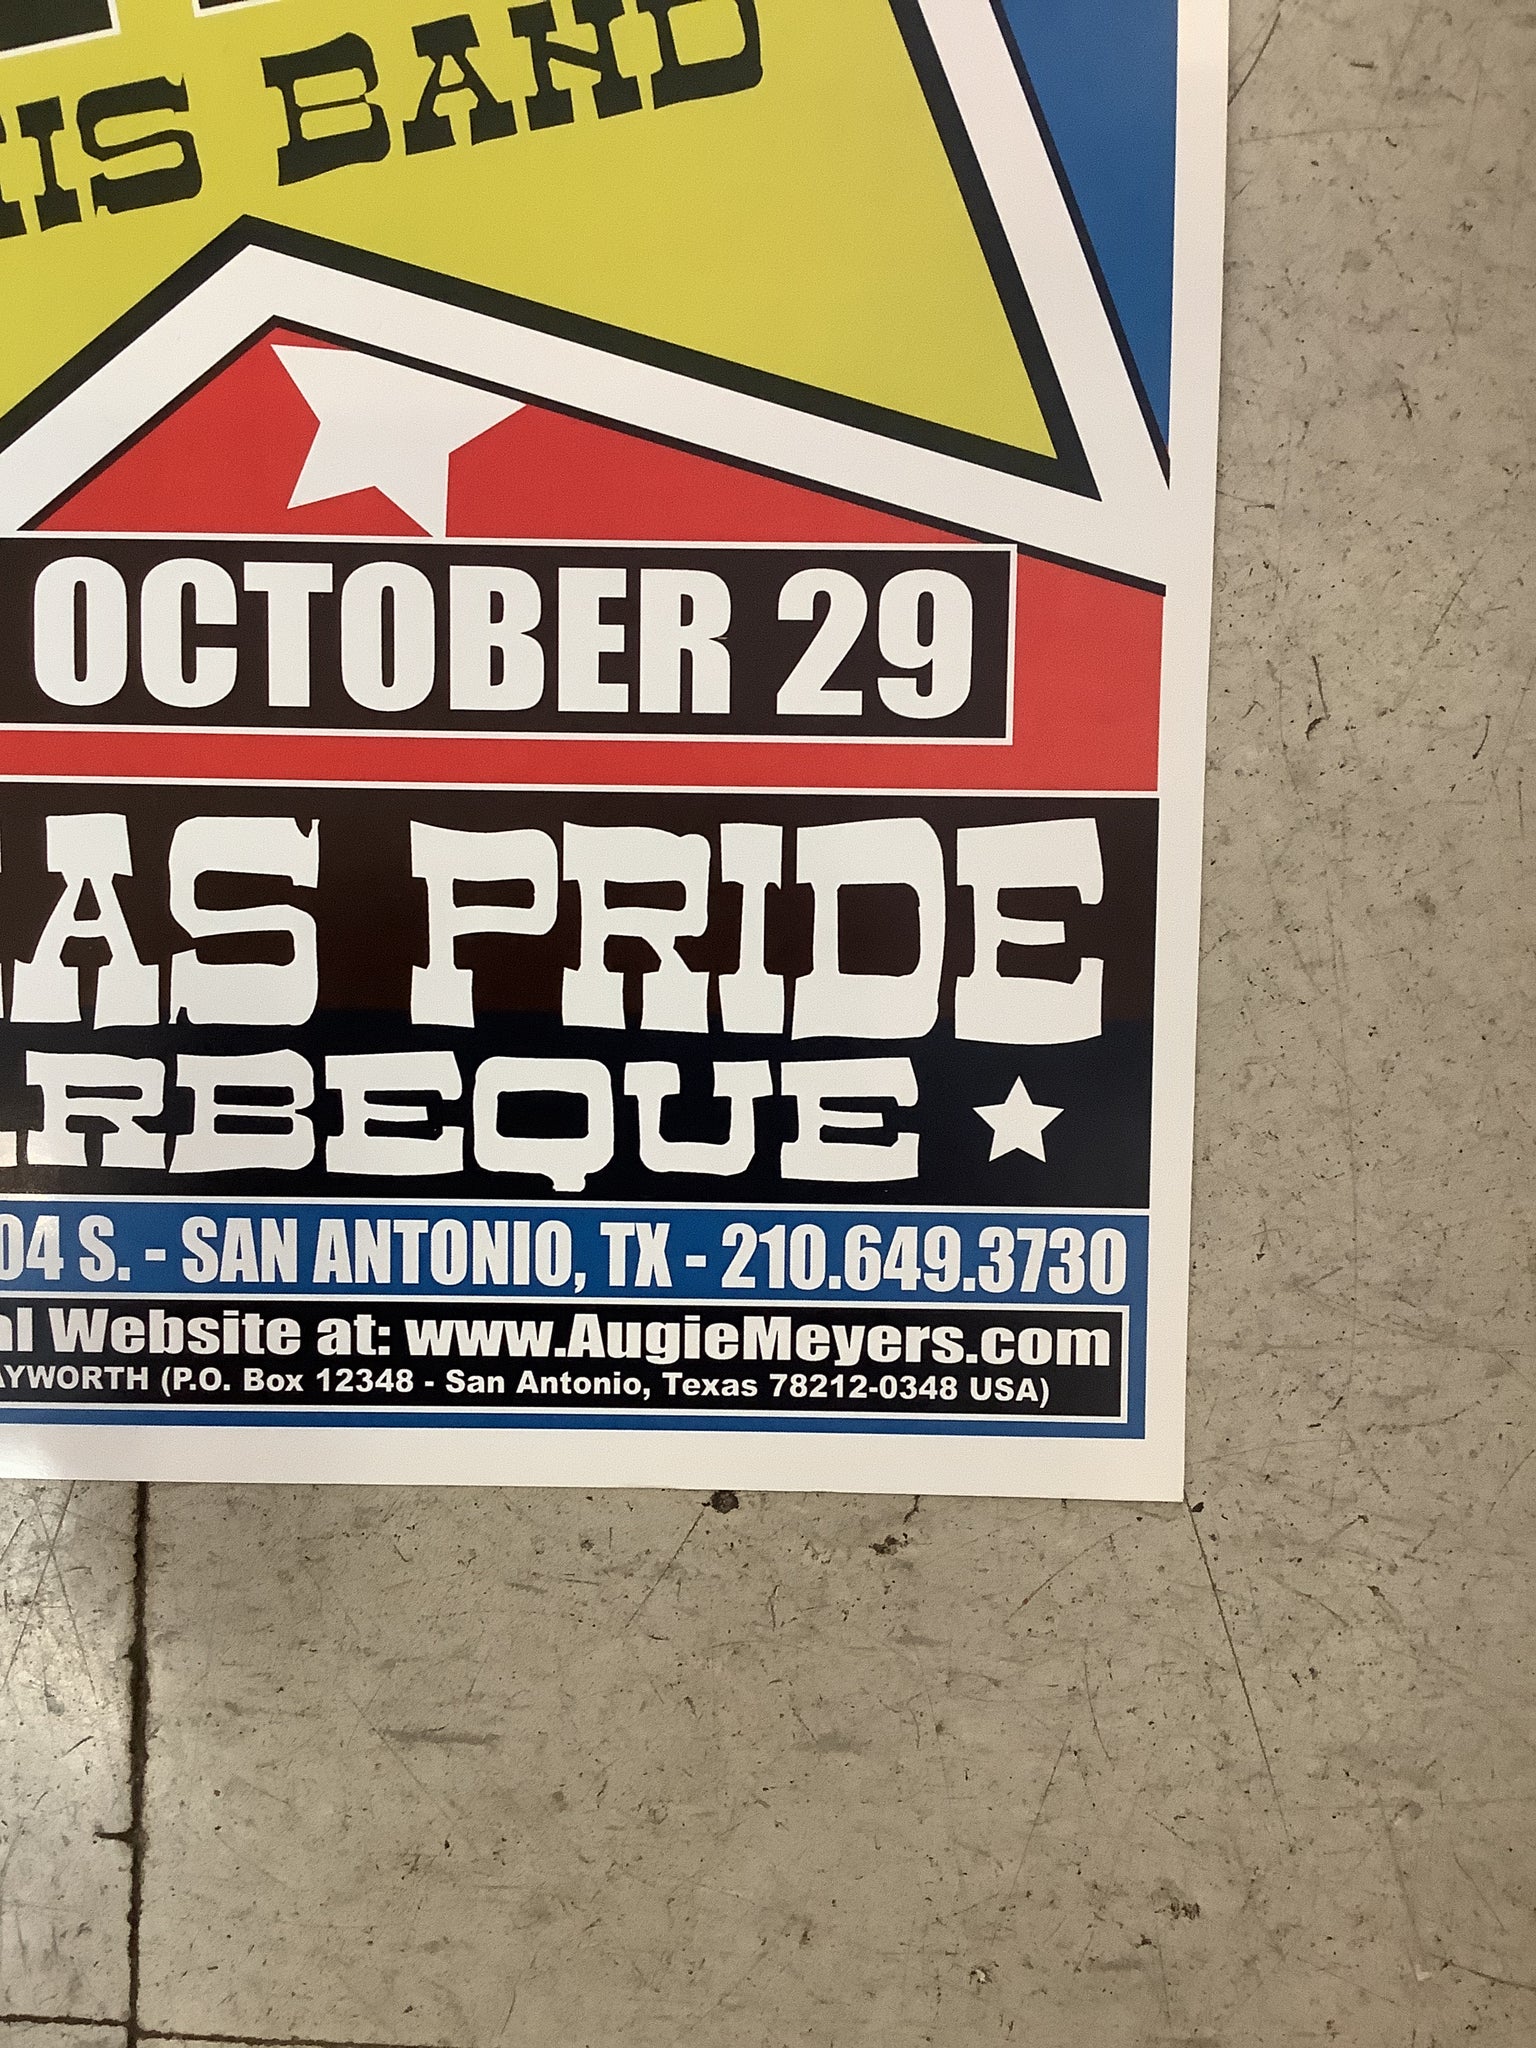 HIS BAND
OCTOBER 29
AS PRIDE
RBEQUE
04 S. - SAN ANTONIO, TX - 210.649.3730
al Website at: www.AugieMeyers.com
AYWORTH (P.O. Box 12348 - San Antonio, Texas 78212-0348 USA)